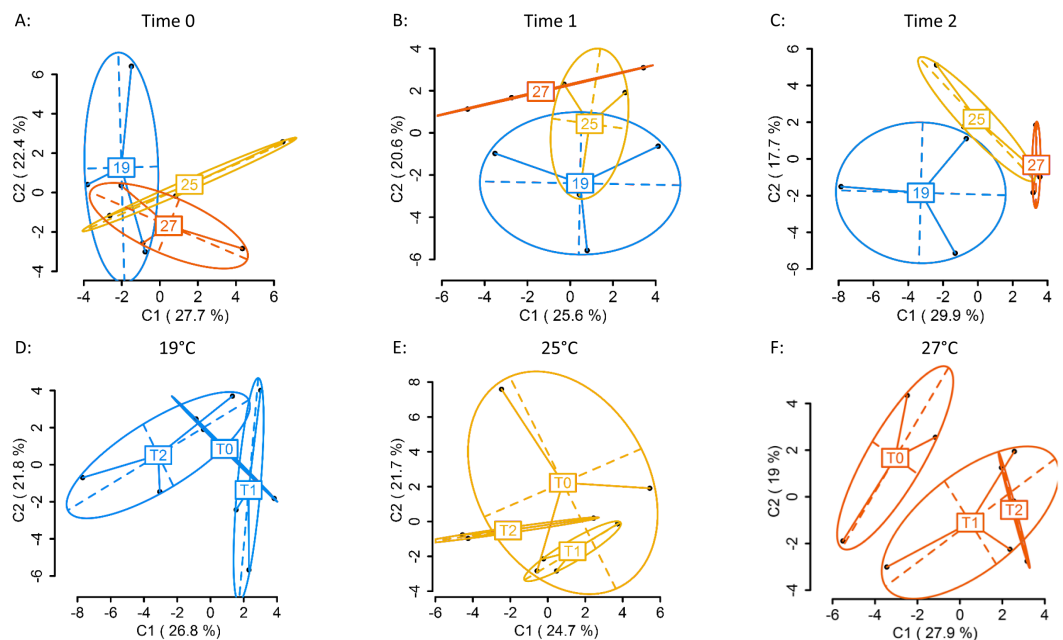 A: Time 0
B: Time 1
C: Time 2
6
4
2
0
-2
-4
C2 ( 22.4 %)
19
25
27
-4 -2 0 2 4 6
C1 ( 27.7 %)
4
2
0
-2
-4
-6
C2 ( 20.6 %)
27
25
19
-6 -4 -2 0 2 4 6
C1 ( 25.6 %)
6
4
2
0
-2
-4
-6
C2 ( 17.7 %)
25
27
19
-8 -6 -4 -2 0 2 4
C1 ( 29.9 %)
D: 19°C
E: 25°C
F: 27°C
4
2
0
-2
-4
-6
C2 ( 21.8 %)
T2
T0
T1
-8 -6 -4 -2 0 2 4
C1 ( 26.8 %)
8
6
4
2
0
-2
-4
C2 ( 21.7 %)
T0
T2
T1
-6 -4 -2 0 2 4 6
C1 ( 24.7 %)
4
2
0
-2
-4
C2 ( 19 %)
T0
T2
T1
-6 -4 -2 0 2 4
C1 ( 27.9 %)